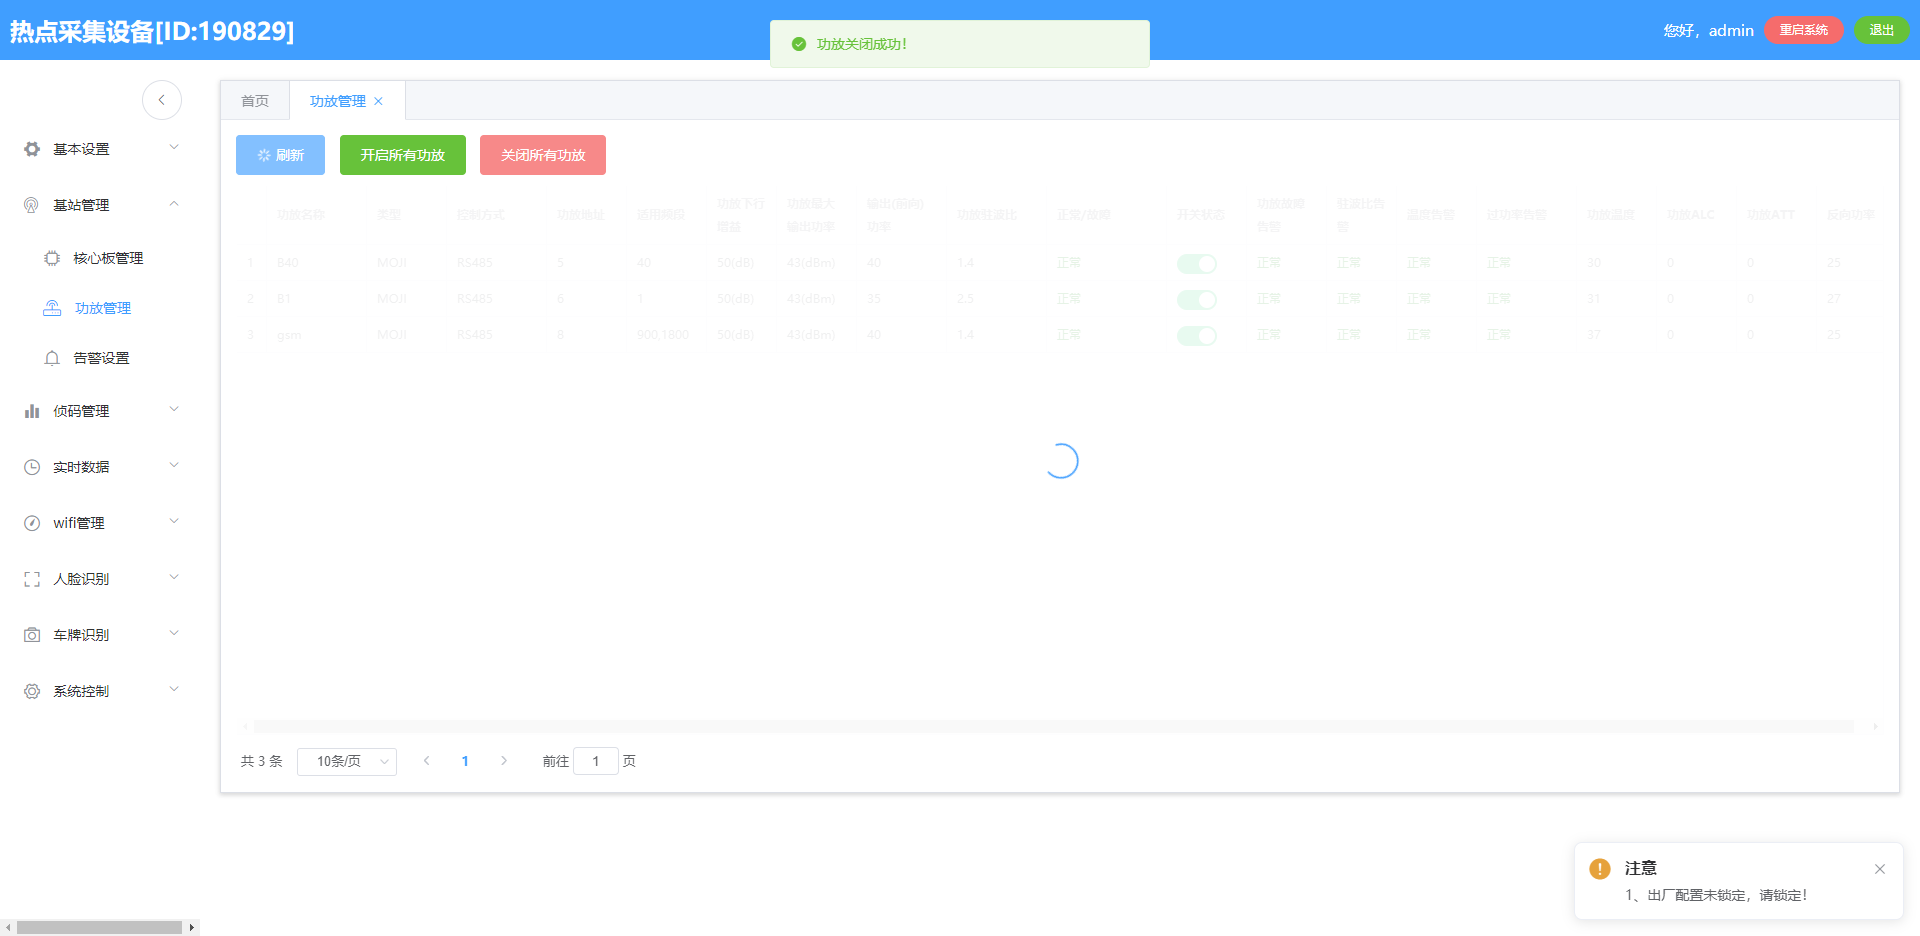 热点采集设备[ID:190829]
功放关闭成功!
您好，admin
重启系统
退出
首页
功放管理
基本设置
基站管理
核心板管理
功放管理
告警设置
侦码管理
实时数据
wifi管理
人脸识别
车牌识别
系统控制
刷新
开启所有功放
关闭所有功放
功放名称 类型 控制方式 功放地址 适用频段 功放下行增益 功放最大输出功率 输出(前向)功率 功放驻波比 正常/故障 开关状态 功放故障告警 驻波比告警 温度告警 过功率告警 功放温度 功放ALC 功放ATT 反向功率
1 B40 MOJI RS485 5 40 50(dB) 43(dBm) 40 1.4 正常 正常 正常 正常 正常 30 0 0 25
2 B1 MOJI RS485 6 1 50(dB) 43(dBm) 35 2.5 正常 正常 正常 正常 正常 31 0 0 27
3 gsm MOJI RS485 8 900,1800 50(dB) 43(dBm) 40 1.4 正常 正常 正常 正常 正常 37 0 0 25
共 3 条 10条/页 1 前往 1 页
注意
1、出厂配置未锁定，请锁定!